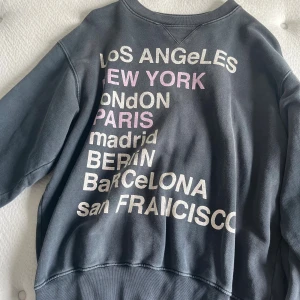 LoS ANGeLES
NEW YORK
LoNdON
PARIS
madrid
BERLIN
BaRCeLONA
saN FRANCISCO